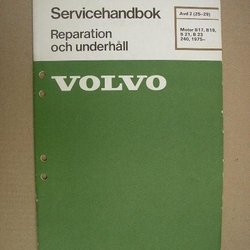 Servicehandbok
Reparation
och underhåll
Avd 2 (25-29)
Motor B17, B19,
B 21, B 23
240, 1975-
VOLVO